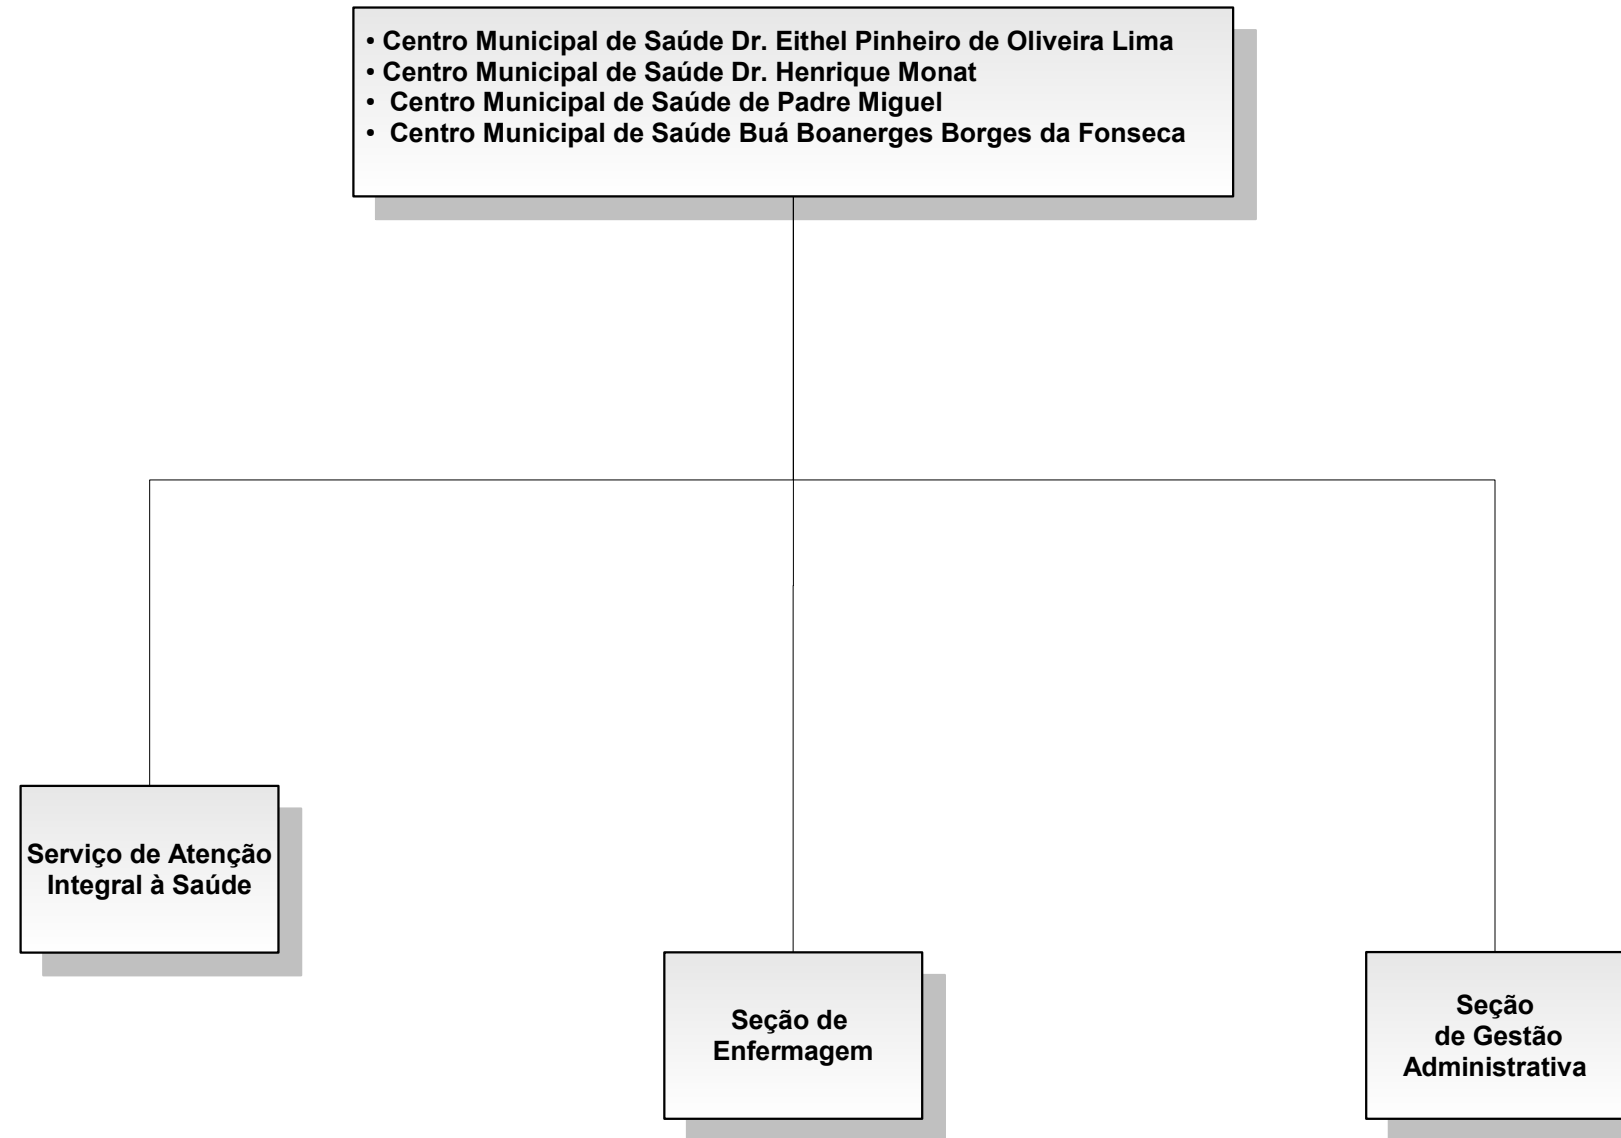 • Centro Municipal de Saúde Dr. Eithel Pinheiro de Oliveira Lima
• Centro Municipal de Saúde Dr. Henrique Monat
• Centro Municipal de Saúde de Padre Miguel
• Centro Municipal de Saúde Buá Boanerges Borges da Fonseca
Serviço de Atenção
Integral à Saúde
Seção de
Enfermagem
Seção
de Gestão
Administrativa